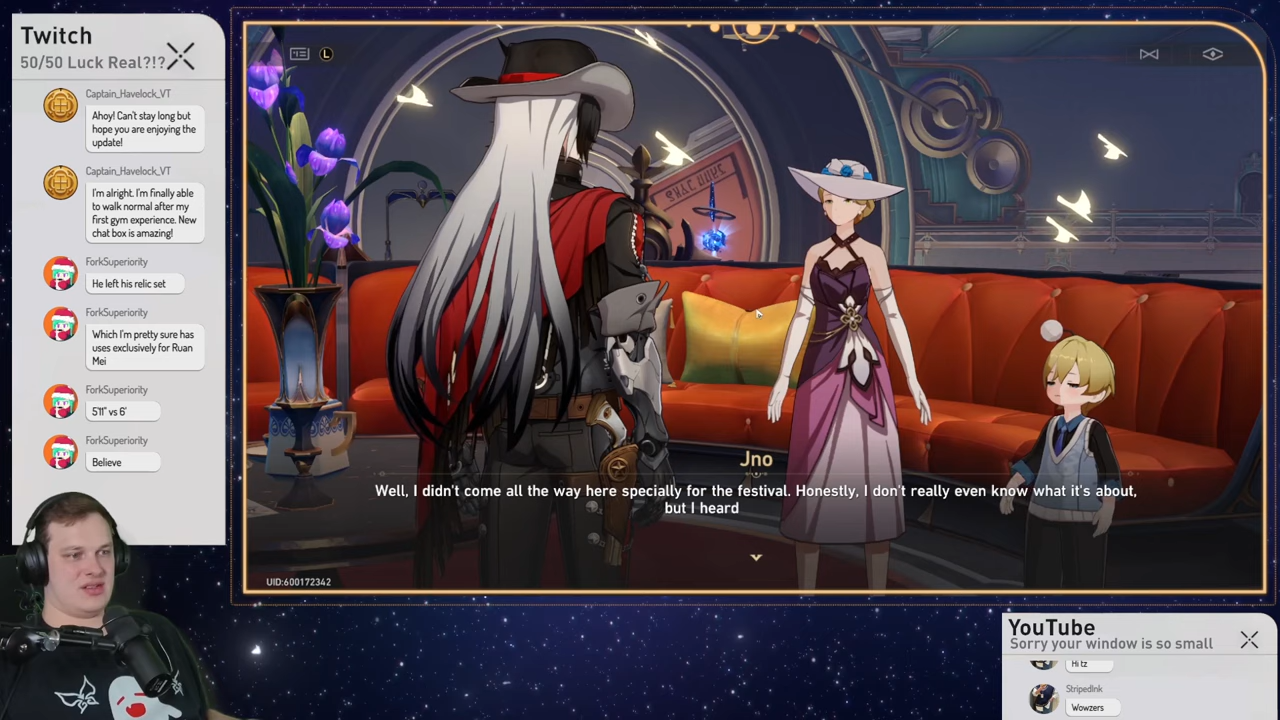 Twitch
50/50 Luck Real?!?
Captain_Havelock_VT
Ahoy! Can't stay long but
hope you are enjoying the
update!
Captain_Havelock_VT
I'm alright. I'm finally able
to walk normal after my
first gym experience. New
chat box is amazing!
ForkSuperiority
He left his relic set
ForkSuperiority
Which I'm pretty sure has
uses exclusively for Ruan
Mei
ForkSuperiority
5'11" vs 6'
ForkSuperiority
Believe
L
Jno
Well, I didn't come all the way here specially for the festival. Honestly, I don't really even know what it's about,
but I heard
UID:600172342
YouTube
Sorry your window is so small
Hi tz
StripedInk
Wowzers